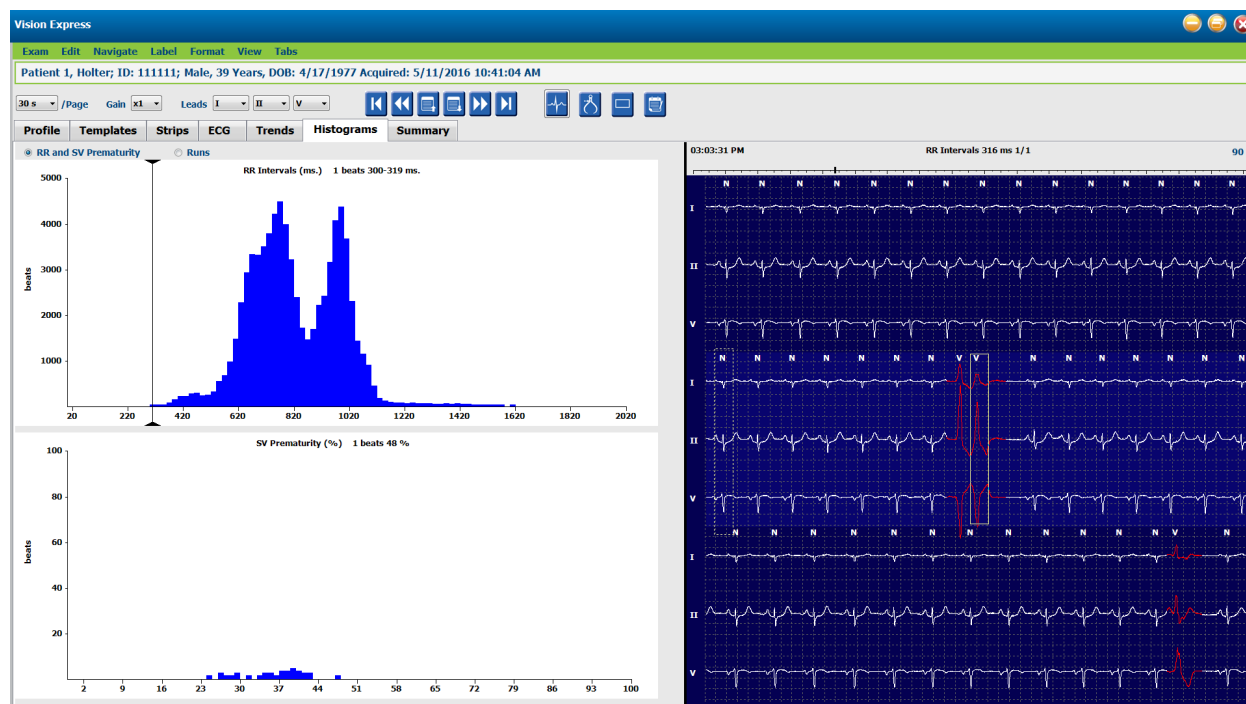 Vision Express
Exam Edit Navigate Label Format View Tabs
Patient 1, Holter; ID: 111111; Male, 39 Years, DOB: 4/17/1977 Acquired: 5/11/2016 10:41:04 AM
30 s /Page Gain x1 Leads I II V
Profile Templates Strips ECG Trends Histograms Summary
RR and SV Prematurity Runs
RR Intervals (ms.) 1 beats 300-319 ms.
5000
4000
3000
2000
1000
beats
20 220 420 620 820 1020 1220 1420 1620 1820 2020
SV Prematurity (%) 1 beats 48 %
100
80
60
40
20
beats
2 9 16 23 30 37 44 51 58 65 72 79 86 93 100
03:03:31 PM RR Intervals 316 ms 1/1 90
N N N N N N N N N N N N N N N
I
II
V
N N N N N N N V V N N N N N N N
I
II
V
N N N N N N N N N N N N V N
I
II
V